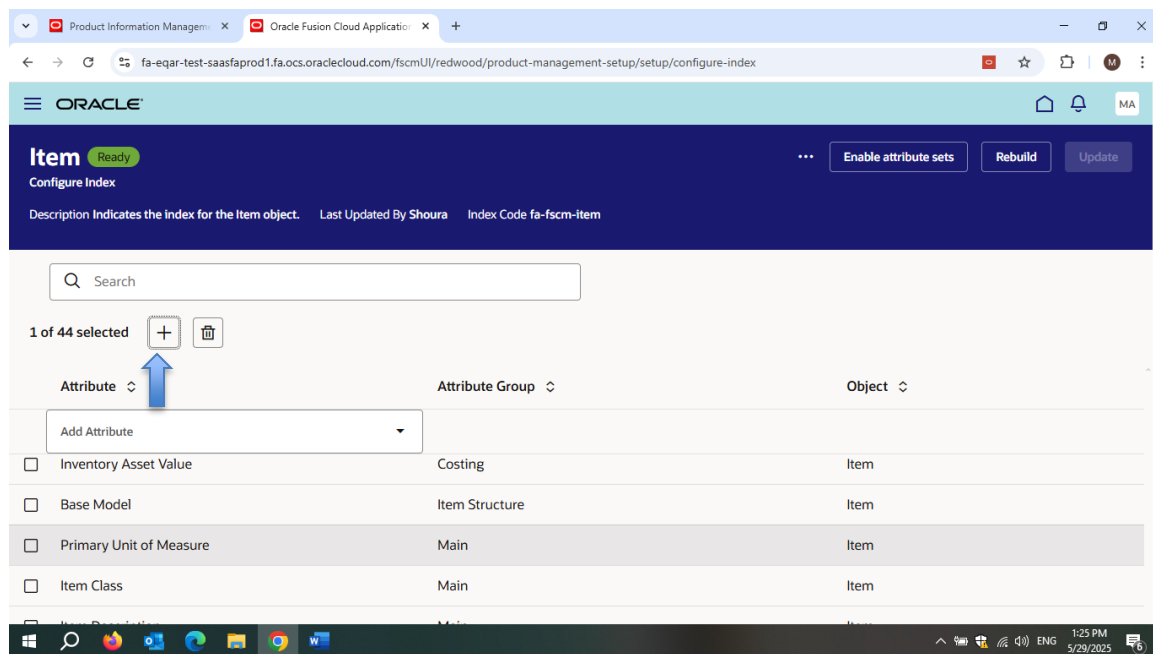 Product Information Managem
Oracle Fusion Cloud Application
fa-eqar-test-saasfaprod1.fa.ocs.oraclecloud.com/fscmUI/redwood/product-management-setup/setup/configure-index
M
ORACLE
MA
Item Ready
Enable attribute sets Rebuild Update
Configure Index
Description Indicates the index for the Item object. Last Updated By Shoura Index Code fa-fscm-item
Search
1 of 44 selected
Attribute Attribute Group Object
Add Attribute
Inventory Asset Value Costing Item
Base Model Item Structure Item
Primary Unit of Measure Main Item
Item Class Main Item
ENG
1:25 PM
5/29/2025
6